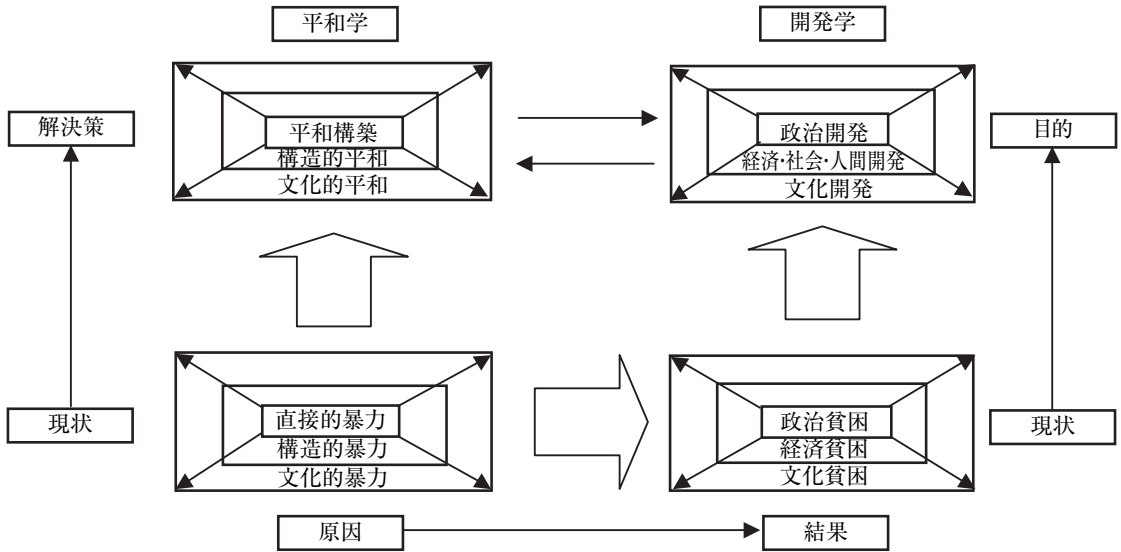 平和学
開発学
解決策
平和構築
構造的平和
文化的平和
政治開発
経済・社会・人間開発
文化開発
目的
現状
直接的暴力
構造的暴力
文化的暴力
政治貧困
経済貧困
文化貧困
現状
原因
結果